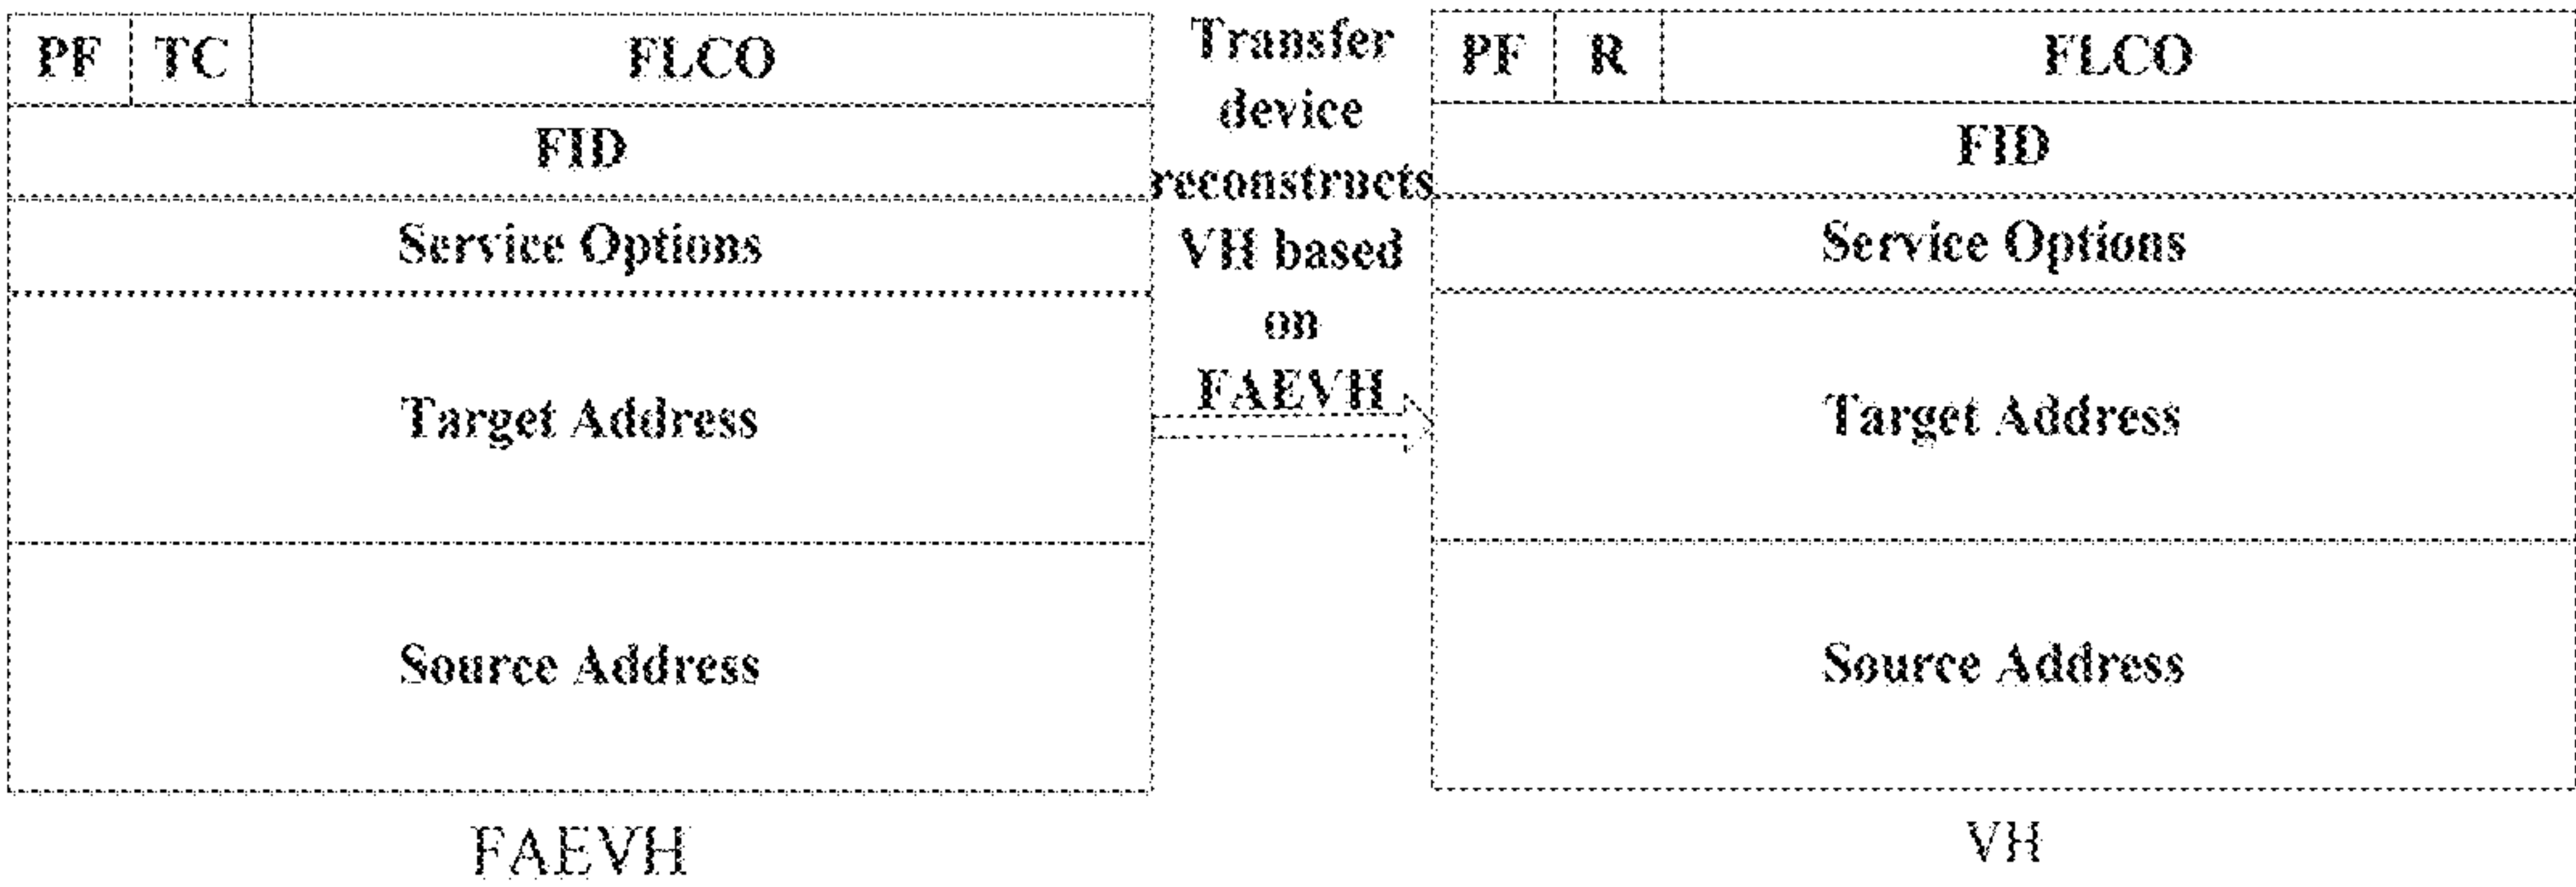 PF TC FLCO
FID
Service Options
Target Address
Source Address
FAEVH
Transfer
device
reconstructs
VH based
on
FAEVH
PF R FLCO
FID
Service Options
Target Address
Source Address
VH